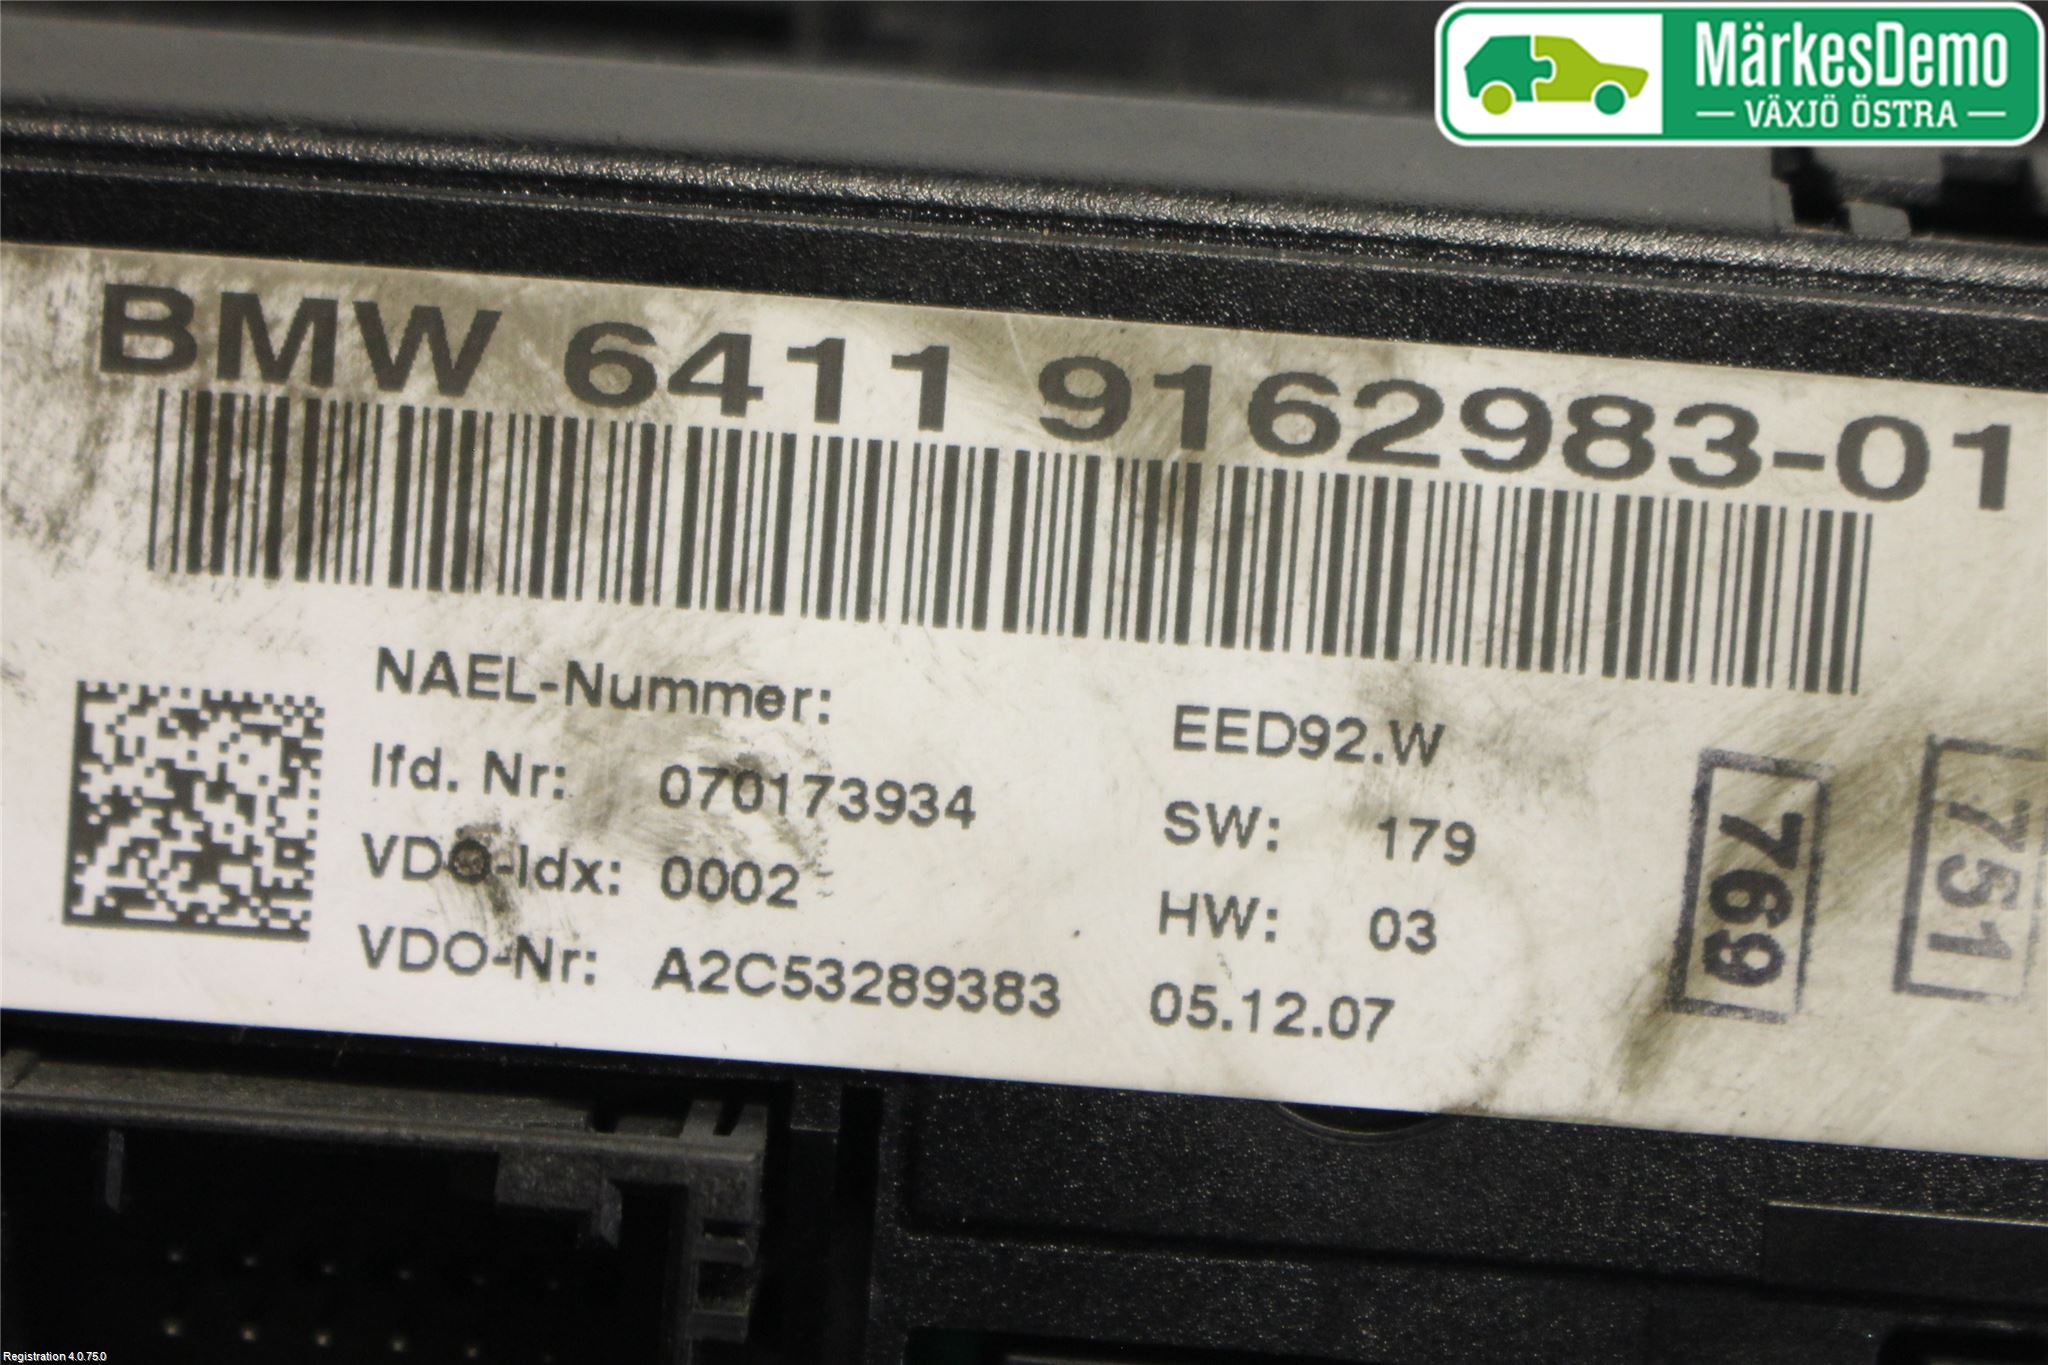 MärkesDemo
VÄXJÖ ÖSTRA
BMW 6411 9162983-01
NAEL-Nummer: EED92.W
lfd. Nr: 070173934 SW: 179
VDO-Idx: 0002 HW: 03
VDO-Nr: A2C53289383 05.12.07
769
751
Registration 4.0.75.0